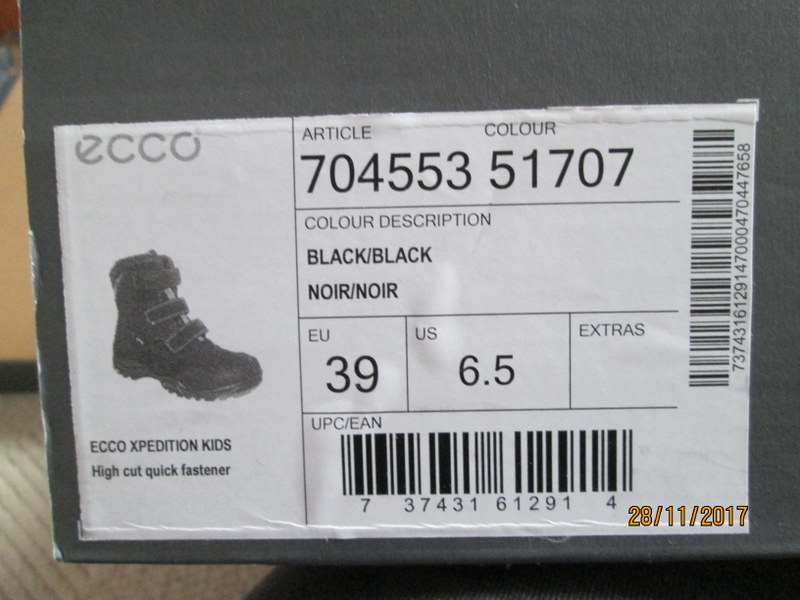 ecco
ARTICLE COLOUR
704553 51707
COLOUR DESCRIPTION
BLACK/BLACK
NOIR/NOIR
EU US EXTRAS
39 6.5
UPC/EAN
7 37431 61291 4
ECCO XPEDITION KIDS
High cut quick fastener
7374316129147000470447658
28/11/2017